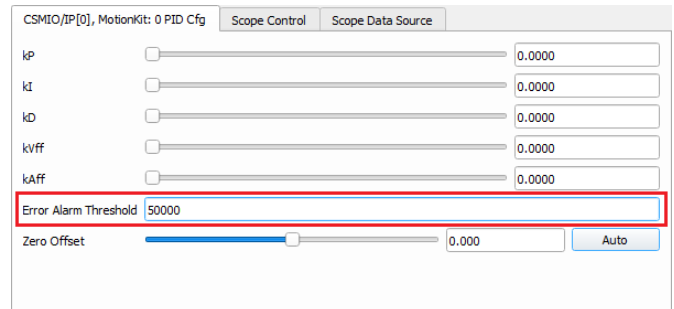 CSMIO/IP[0], MotionKit: 0 PID Cfg Scope Control Scope Data Source
kP 0.0000
kI 0.0000
kD 0.0000
kVff 0.0000
kAff 0.0000
Error Alarm Threshold 50000
Zero Offset 0.000 Auto